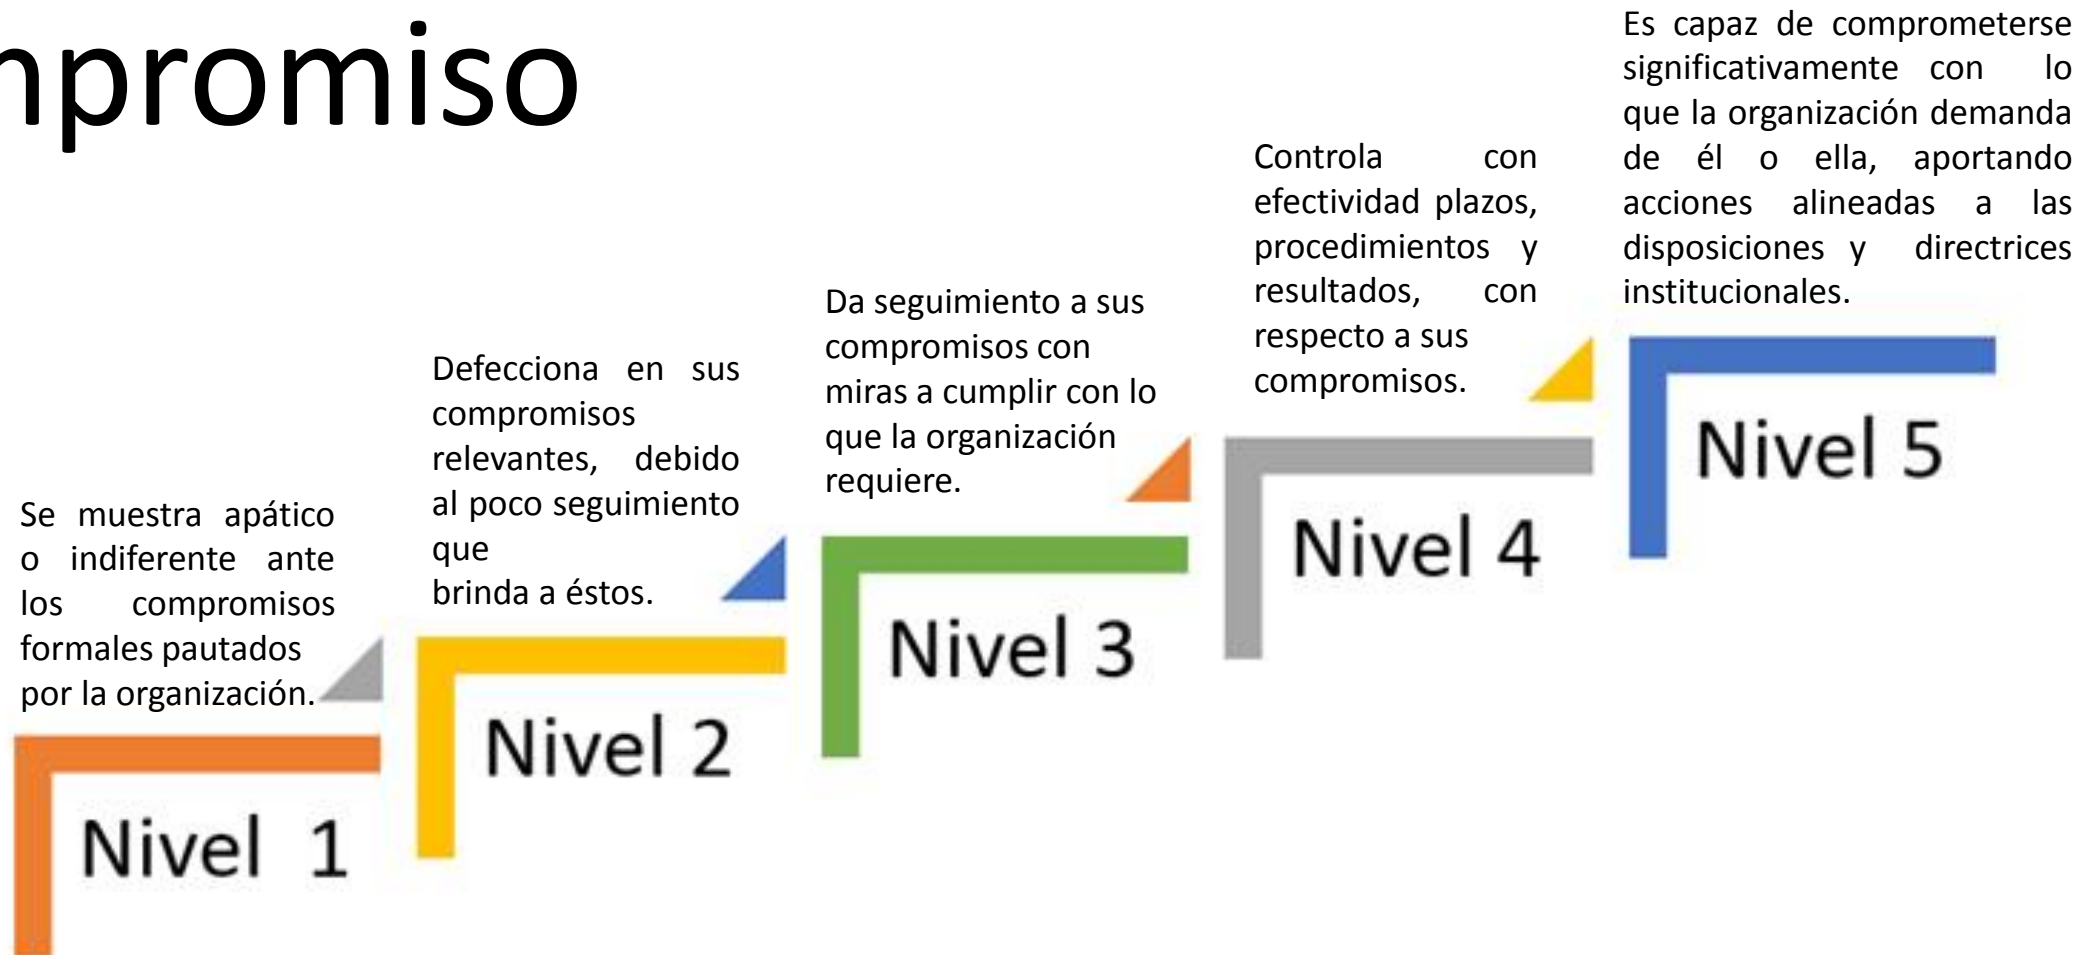 mpromiso
Se muestra apático
o indiferente ante
los compromisos
formales pautados
por la organización.
Nivel 1
Defecciona en sus
compromisos
relevantes, debido
al poco seguimiento
que
brinda a éstos.
Nivel 2
Da seguimiento a sus
compromisos con
miras a cumplir con lo
que la organización
requiere.
Nivel 3
Controla con
efectividad plazos,
procedimientos y
resultados, con
respecto a sus
compromisos.
Nivel 4
Es capaz de comprometerse
significativamente con lo
que la organización demanda
de él o ella, aportando
acciones alineadas a las
disposiciones y directrices
institucionales.
Nivel 5